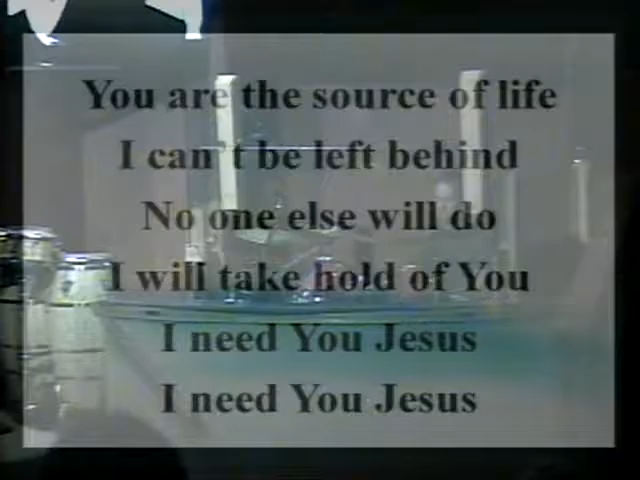 You are the source of life
I can't be left behind
No one else will do
I will take hold of You
I need You Jesus
I need You Jesus